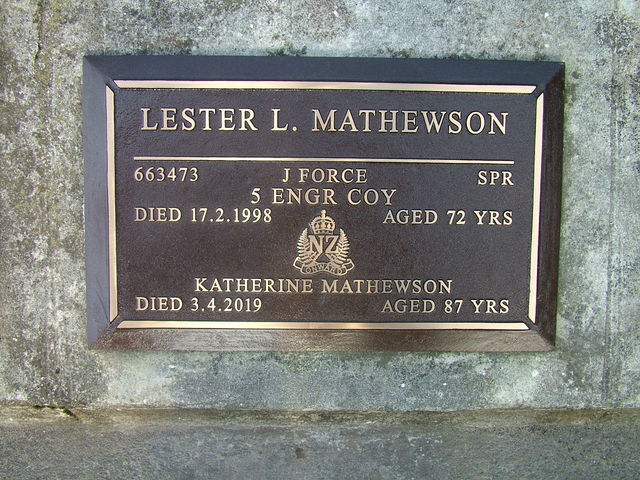 LESTER L. MATHEWSON
663473 J FORCE SPR
5 ENGR COY
DIED 17.2.1998 AGED 72 YRS
NZ
ONWARD
KATHERINE MATHEWSON
DIED 3.4.2019 AGED 87 YRS